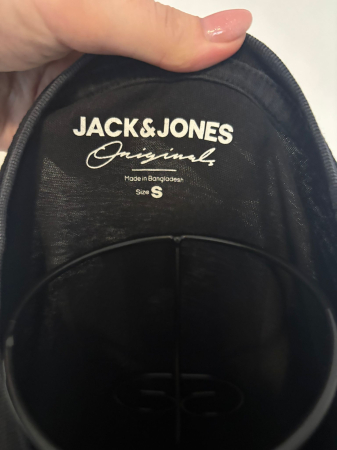 JACK&JONES
Originals
Made in Bangladesh
Size S